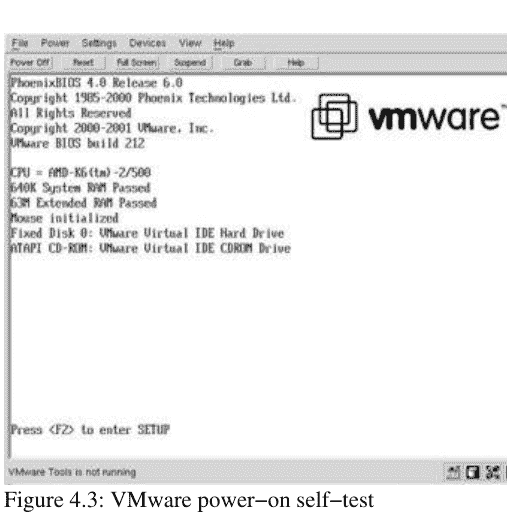 File Power Settings Devices View Help
Power Off Reset Full Screen Suspend Grab Help
PhoenixBIOS 4.0 Release 6.0
Copyright 1985-2000 Phoenix Technologies Ltd.
All Rights Reserved
Copyright 2000-2001 VMware, Inc.
VMware BIOS build 212
vmware™
CPU = AMD-K6(tm)-2/500
640K System RAM Passed
63M Extended RAM Passed
Mouse initialized
Fixed Disk 0: VMware Virtual IDE Hard Drive
ATAPI CD-ROM: VMware Virtual IDE CDROM Drive
Press <F2> to enter SETUP
VMware Tools is not running
Figure 4.3: VMware power−on self−test